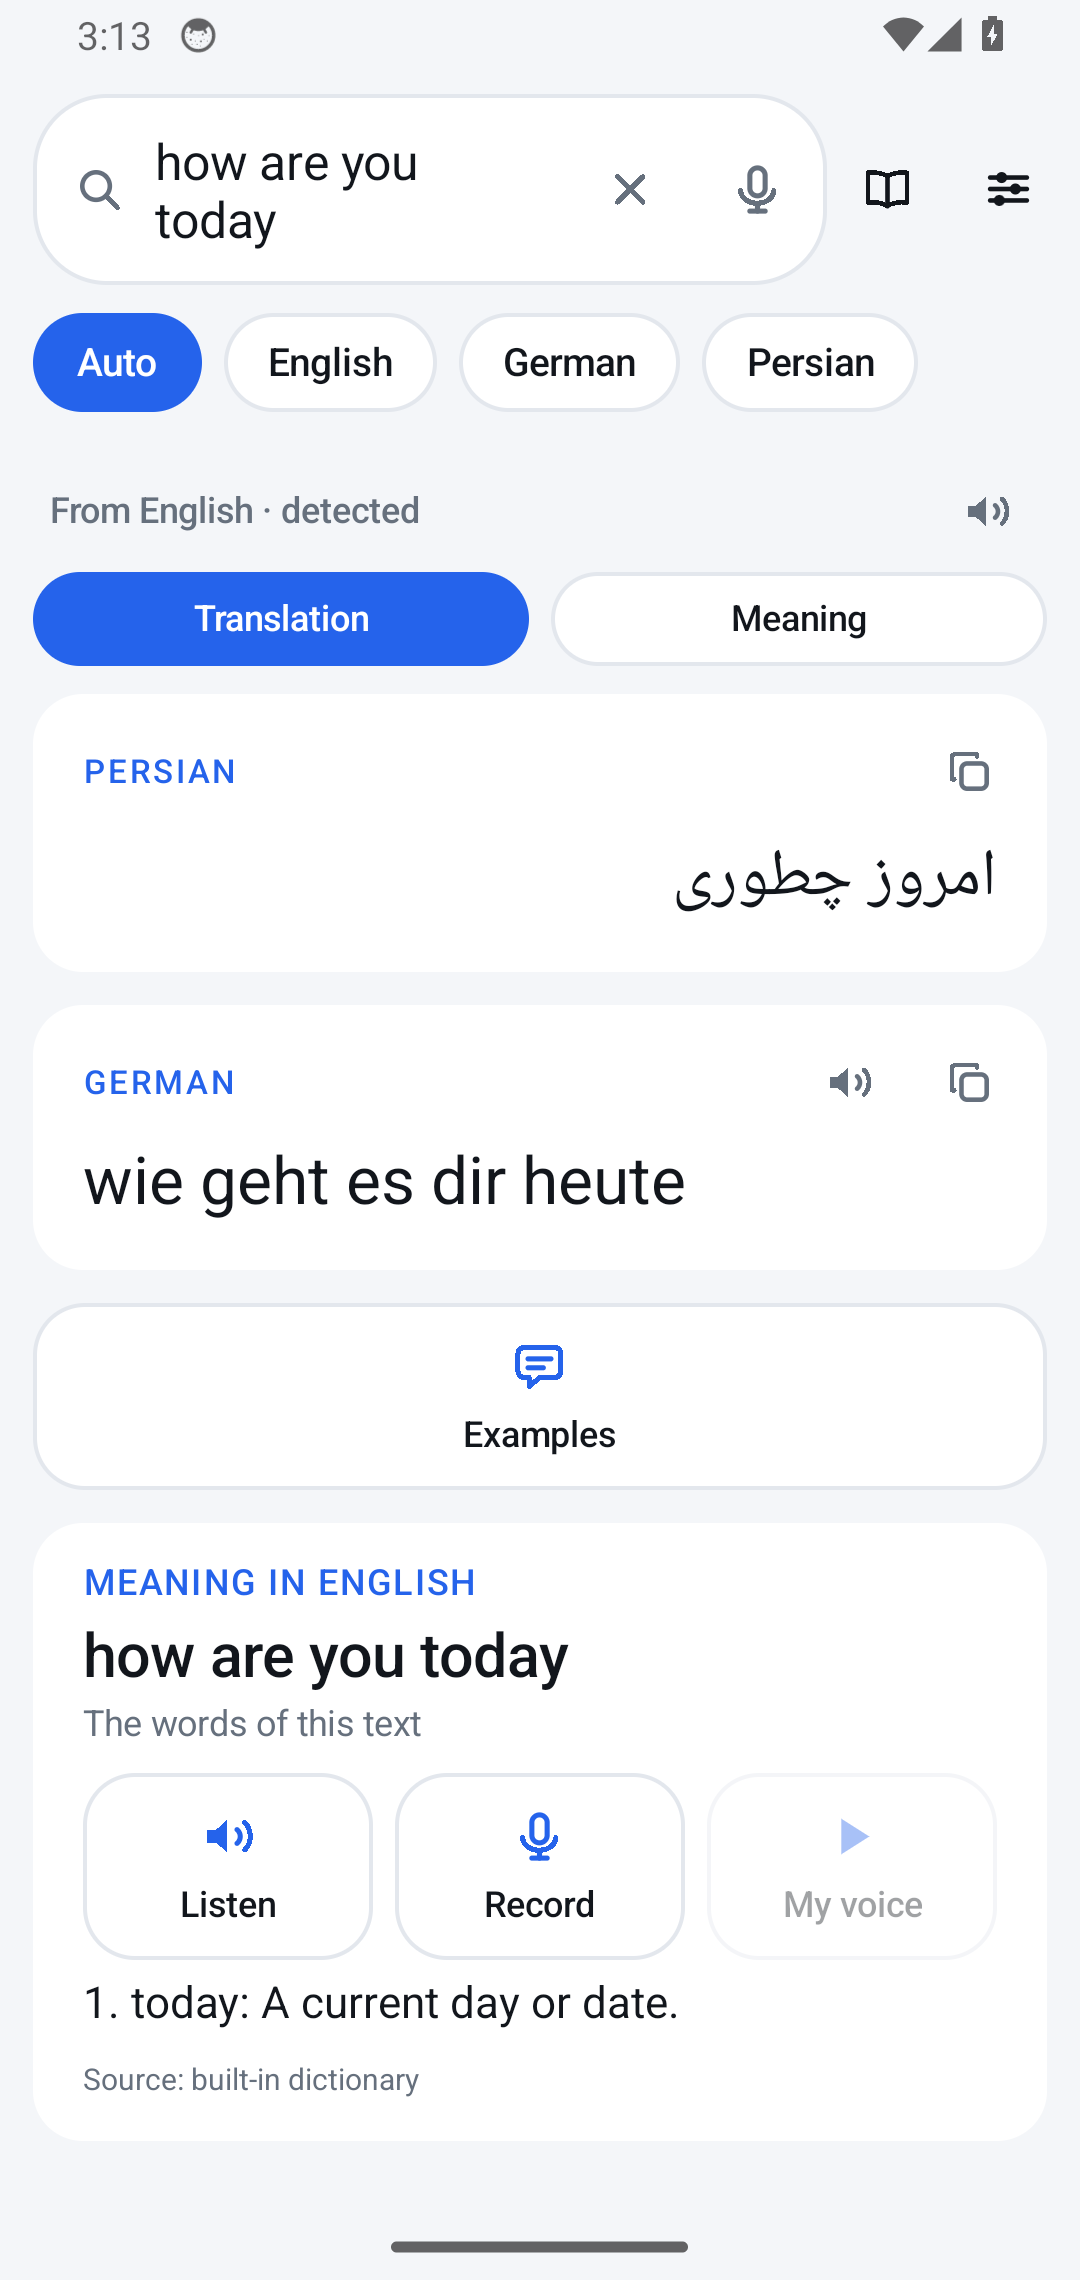 3:13
how are you
today
Auto
English
German
Persian
From English · detected
Translation
Meaning
PERSIAN
امروز چطوری
GERMAN
wie geht es dir heute
Examples
MEANING IN ENGLISH
how are you today
The words of this text
Listen
Record
My voice
1. today: A current day or date.
Source: built-in dictionary